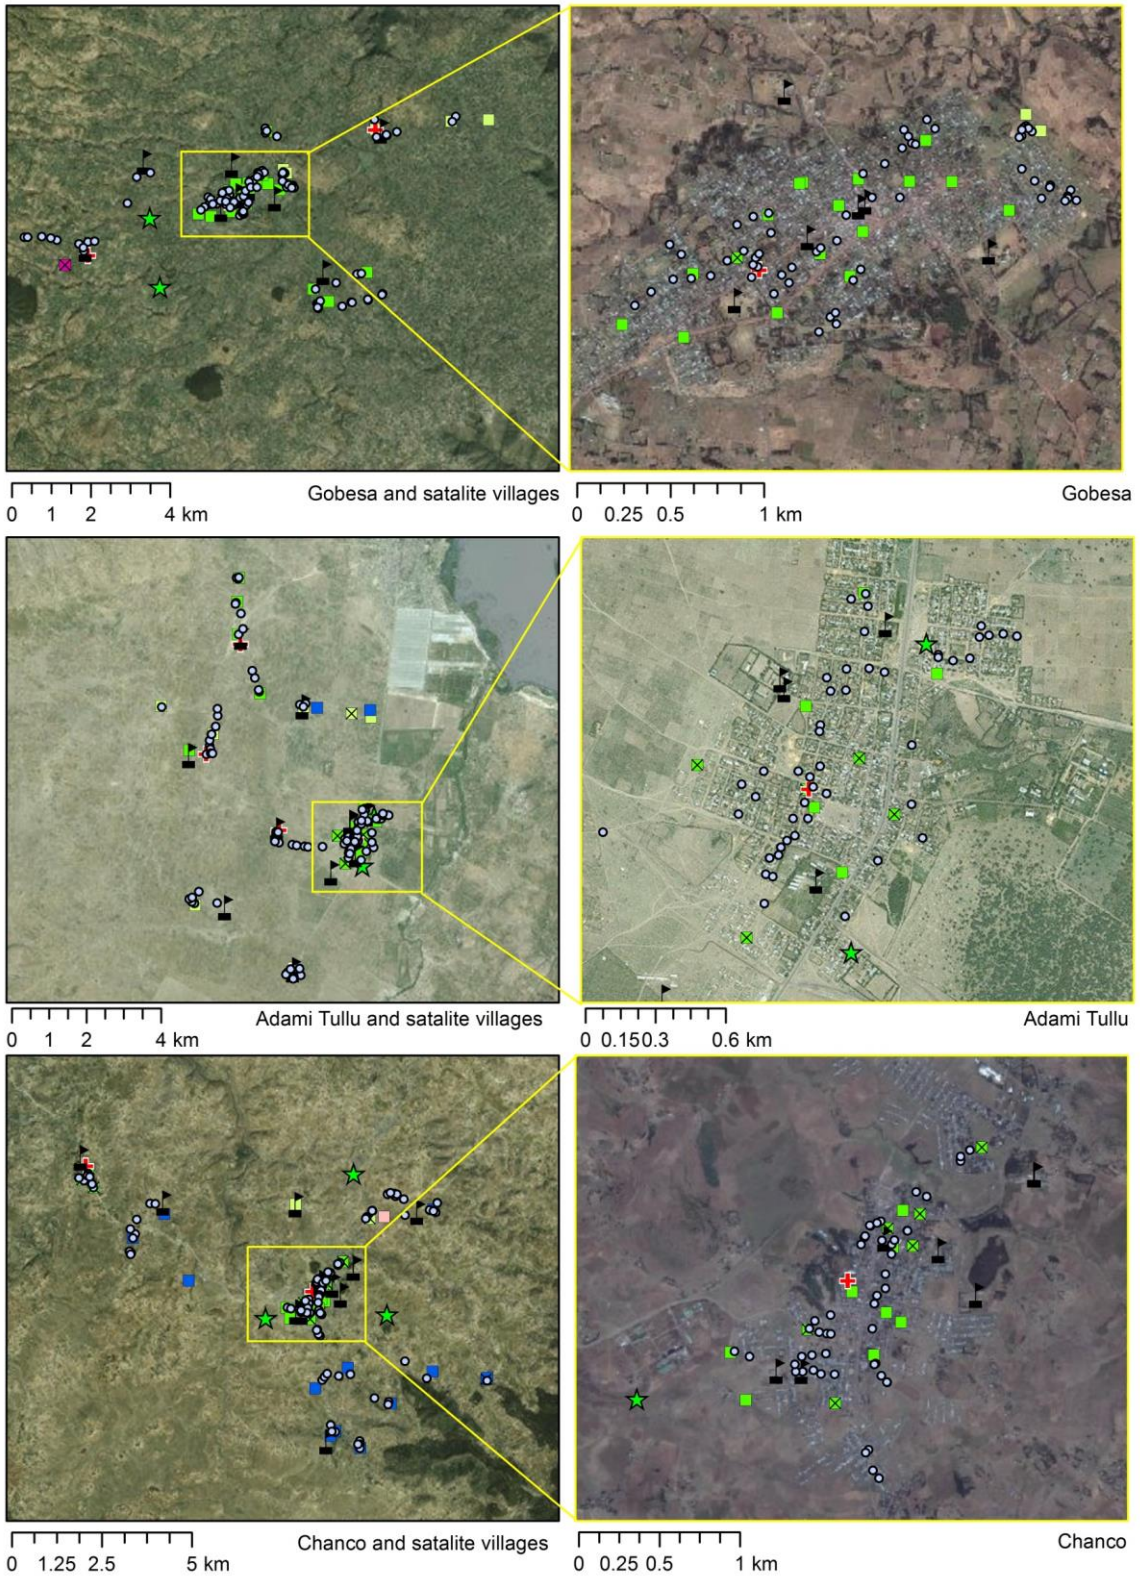 Gobesa and satalite villages
0 1 2 4 km
Gobesa
0 0.25 0.5 1 km
Adami Tullu and satalite villages
0 1 2 4 km
Adami Tullu
0 0.15 0.3 0.6 km
Chanco and satalite villages
0 1.25 2.5 5 km
Chanco
0 0.25 0.5 1 km